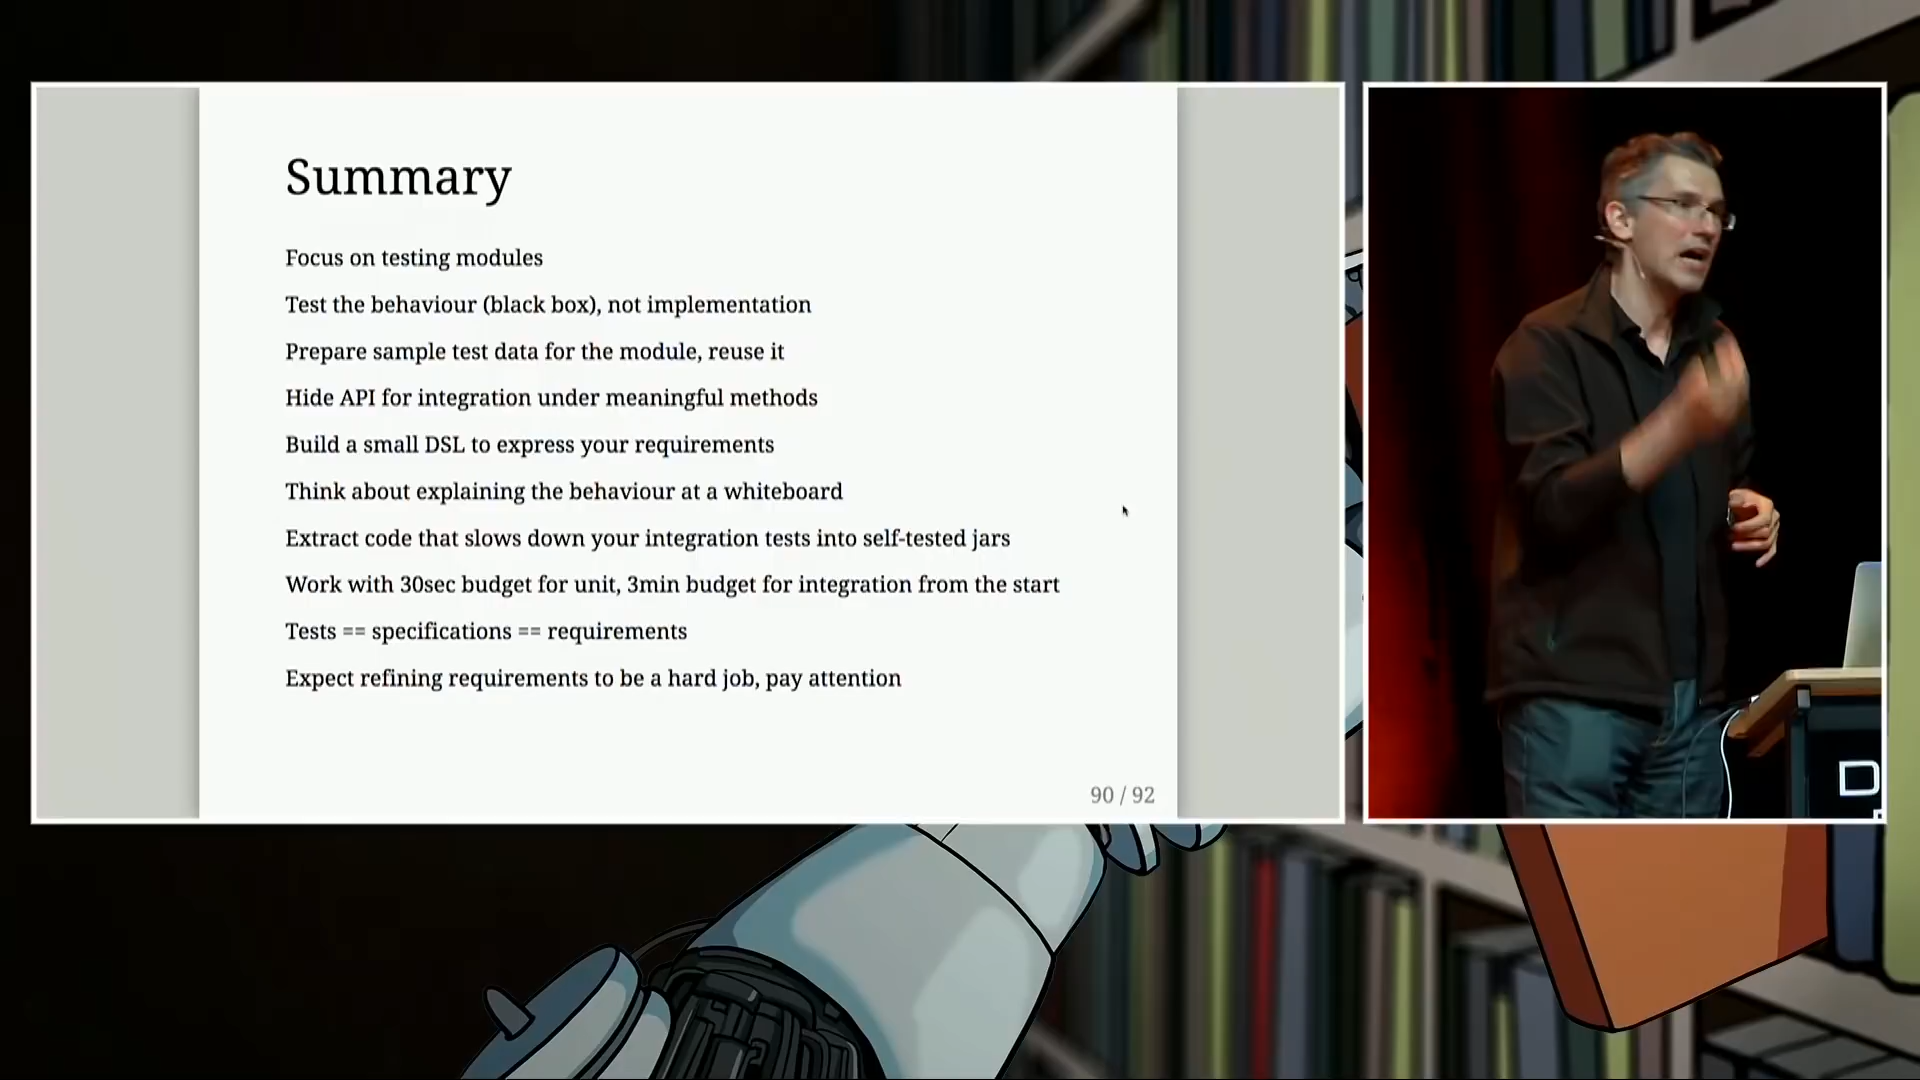 Summary
Focus on testing modules
Test the behaviour (black box), not implementation
Prepare sample test data for the module, reuse it
Hide API for integration under meaningful methods
Build a small DSL to express your requirements
Think about explaining the behaviour at a whiteboard
Extract code that slows down your integration tests into self-tested jars
Work with 30sec budget for unit, 3min budget for integration from the start
Tests == specifications == requirements
Expect refining requirements to be a hard job, pay attention
90 / 92
D